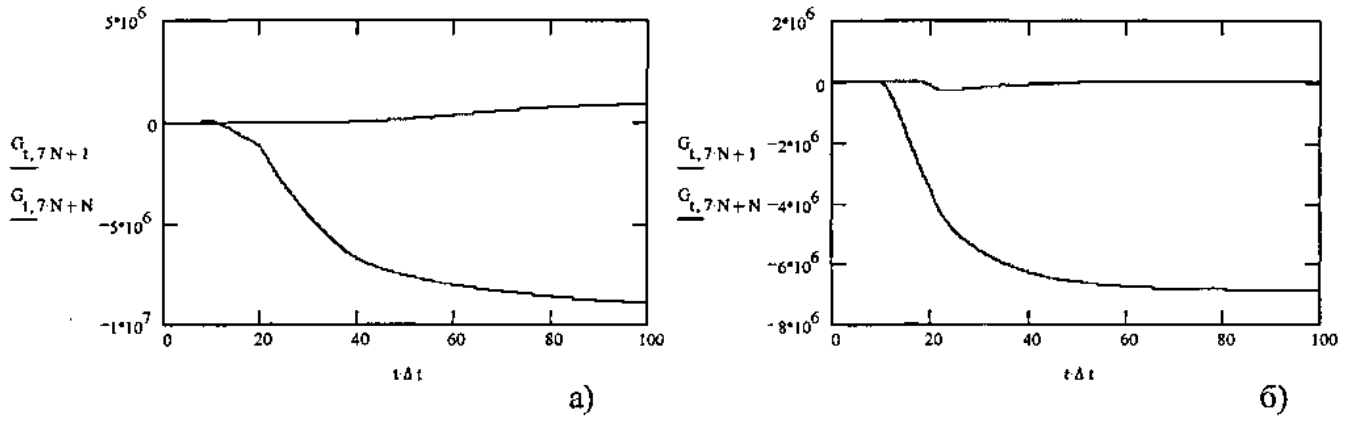 5*10^6
0
-5*10^6
-1*10^7
G_t, 7·N+1
G_t, 7·N+N
0 20 40 60 80 100
t·Δt
а)
2*10^6
0
-2*10^6
-4*10^6
-6*10^6
-8*10^6
G_t, 7·N+1
G_t, 7·N+N
0 20 40 60 80 100
t·Δt
б)